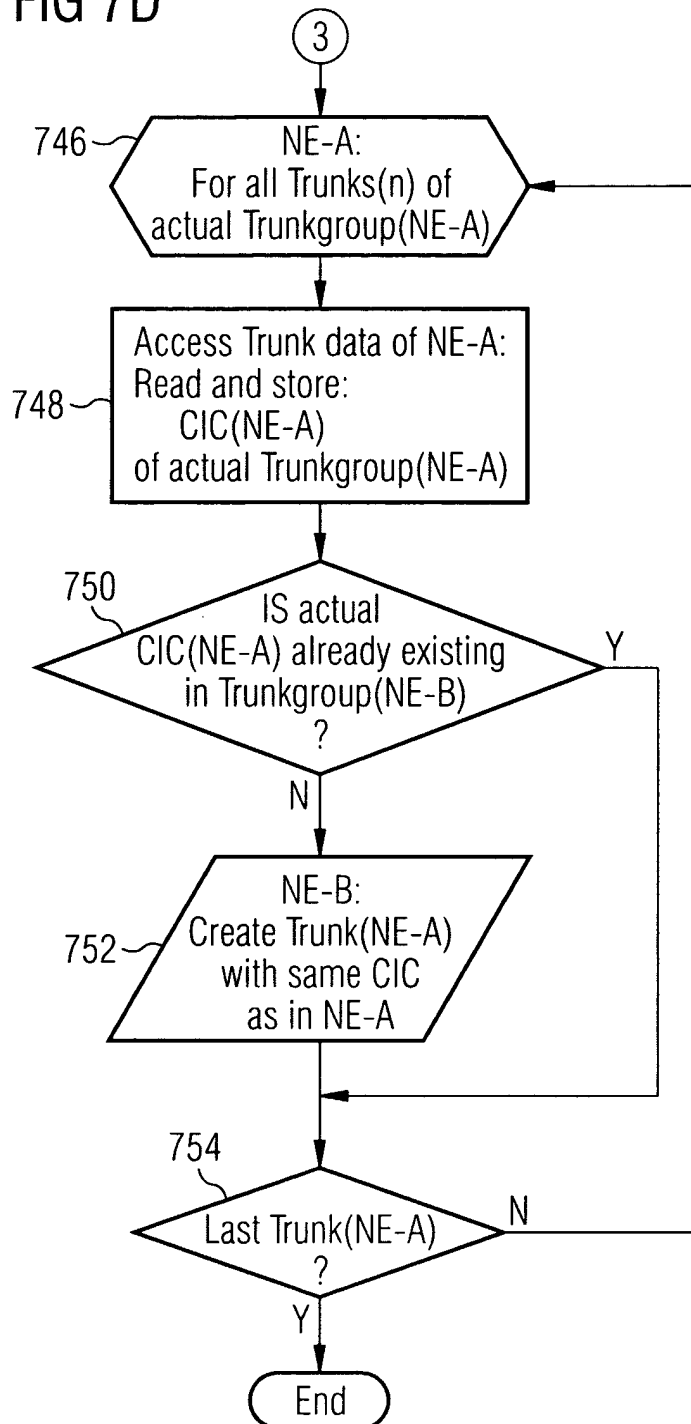 FIG 7D
3
746
NE-A:
For all Trunks(n) of
actual Trunkgroup(NE-A)
748
Access Trunk data of NE-A:
Read and store:
CIC(NE-A)
of actual Trunkgroup(NE-A)
750
IS actual
CIC(NE-A) already existing
in Trunkgroup(NE-B)
?
Y
N
752
NE-B:
Create Trunk(NE-A)
with same CIC
as in NE-A
754
Last Trunk(NE-A)
?
N
Y
End